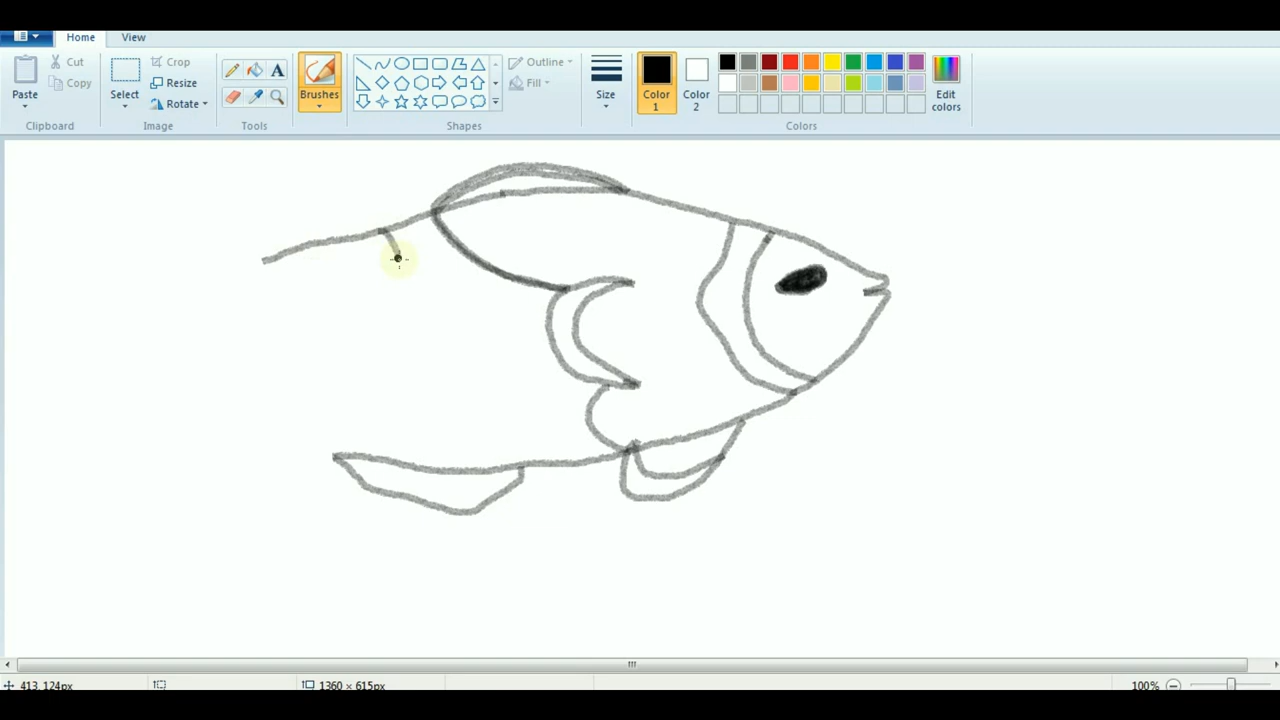 Home View
Paste Cut Copy Clipboard
Select Crop Resize Rotate Image
A Tools
Brushes
Outline Fill Shapes
Size
Color 1 Color 2 Edit colors Colors
413, 124px 1360 × 615px 100%